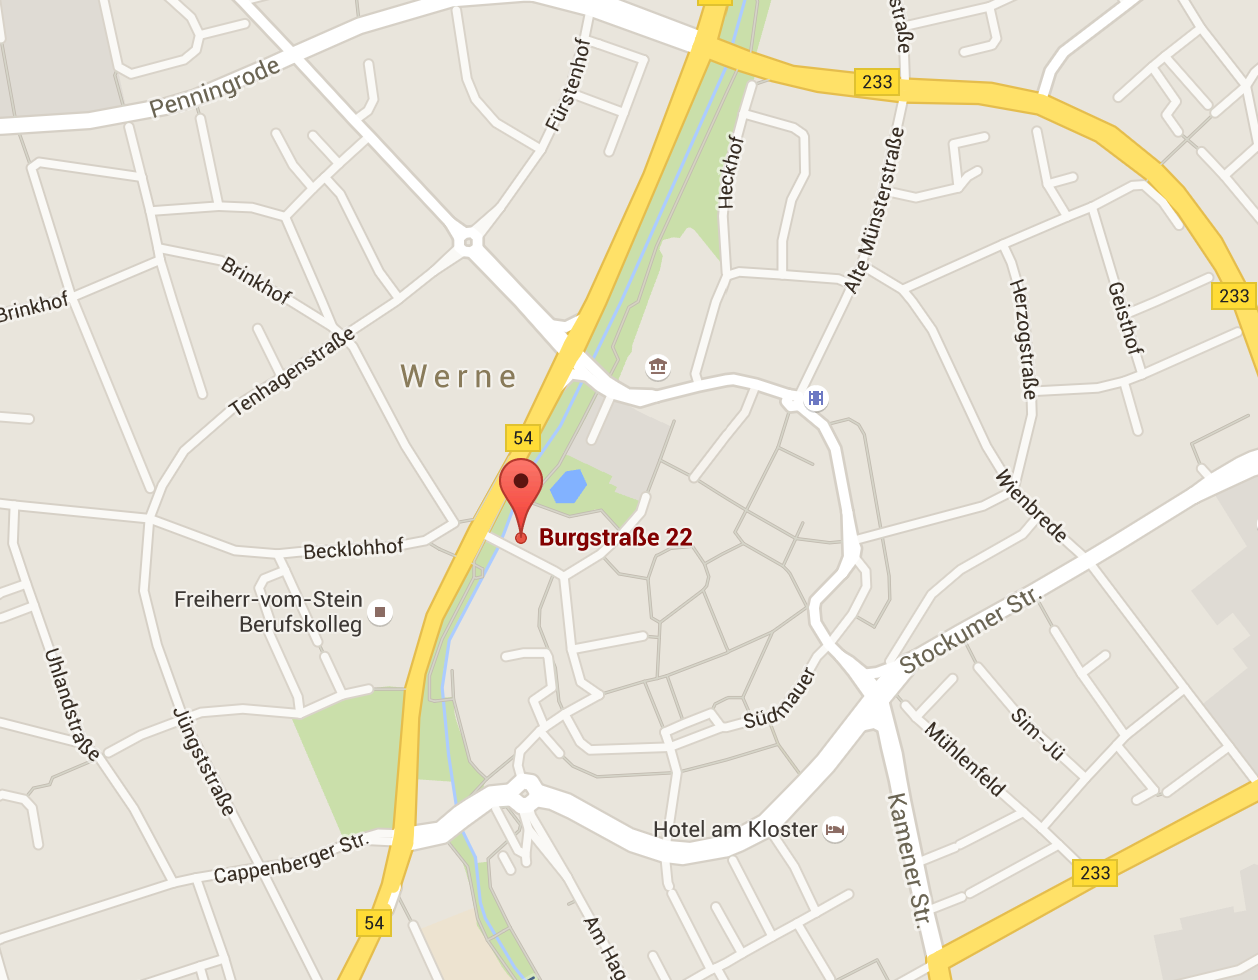 straße
Penningrode
Fürstenhof
233
Heckhof
Alte Münsterstraße
Brinkhof
Brinkhof
233
Herzogstraße
Geisthof
Tenhagenstraße
Werne
54
Wienbrede
Burgstraße 22
Becklohhof
Freiherr-vom-Stein
Berufskolleg
Stockumer Str.
Uhlandstraße
Südmauer
Jüngststraße
Sim-Jü
Mühlenfeld
Kamener Str.
Hotel am Kloster
Cappenberger Str.
233
54
Am Hag